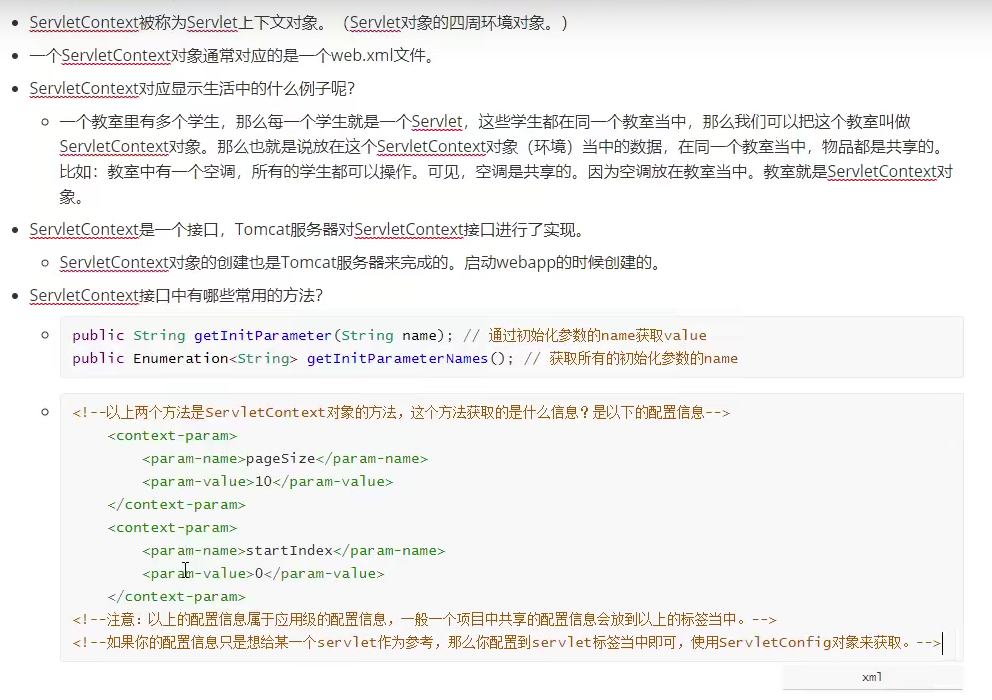 ServletContext被称为Servlet上下文对象。（Servlet对象的四周环境对象。）
一个ServletContext对象通常对应的是一个web.xml文件。
ServletContext对应显示生活中的什么例子呢？
一个教室里有多个学生，那么每一个学生就是一个Servlet，这些学生都在同一个教室当中，那么我们可以把这个教室叫做
ServletContext对象。那么也就是说放在这个ServletContext对象（环境）当中的数据，在同一个教室当中，物品都是共享的。
比如：教室中有一个空调，所有的学生都可以操作。可见，空调是共享的。因为空调放在教室当中。教室就是ServletContext对
象。
ServletContext是一个接口，Tomcat服务器对ServletContext接口进行了实现。
ServletContext对象的创建也是Tomcat服务器来完成的。启动webapp的时候创建的。
ServletContext接口中有哪些常用的方法？
public String getInitParameter(String name); // 通过初始化参数的name获取value
public Enumeration<String> getInitParameterNames(); // 获取所有的初始化参数的name
<!--以上两个方法是ServletContext对象的方法，这个方法获取的是什么信息？是以下的配置信息-->
<context-param>
<param-name>pageSize</param-name>
<param-value>10</param-value>
</context-param>
<context-param>
<param-name>startIndex</param-name>
<param-value>0</param-value>
</context-param>
<!--注意：以上的配置信息属于应用级的配置信息，一般一个项目中共享的配置信息会放到以上的标签当中。-->
<!--如果你的配置信息只是想给某一个servlet作为参考，那么你配置到servlet标签当中即可，使用ServletConfig对象来获取。-->
xml